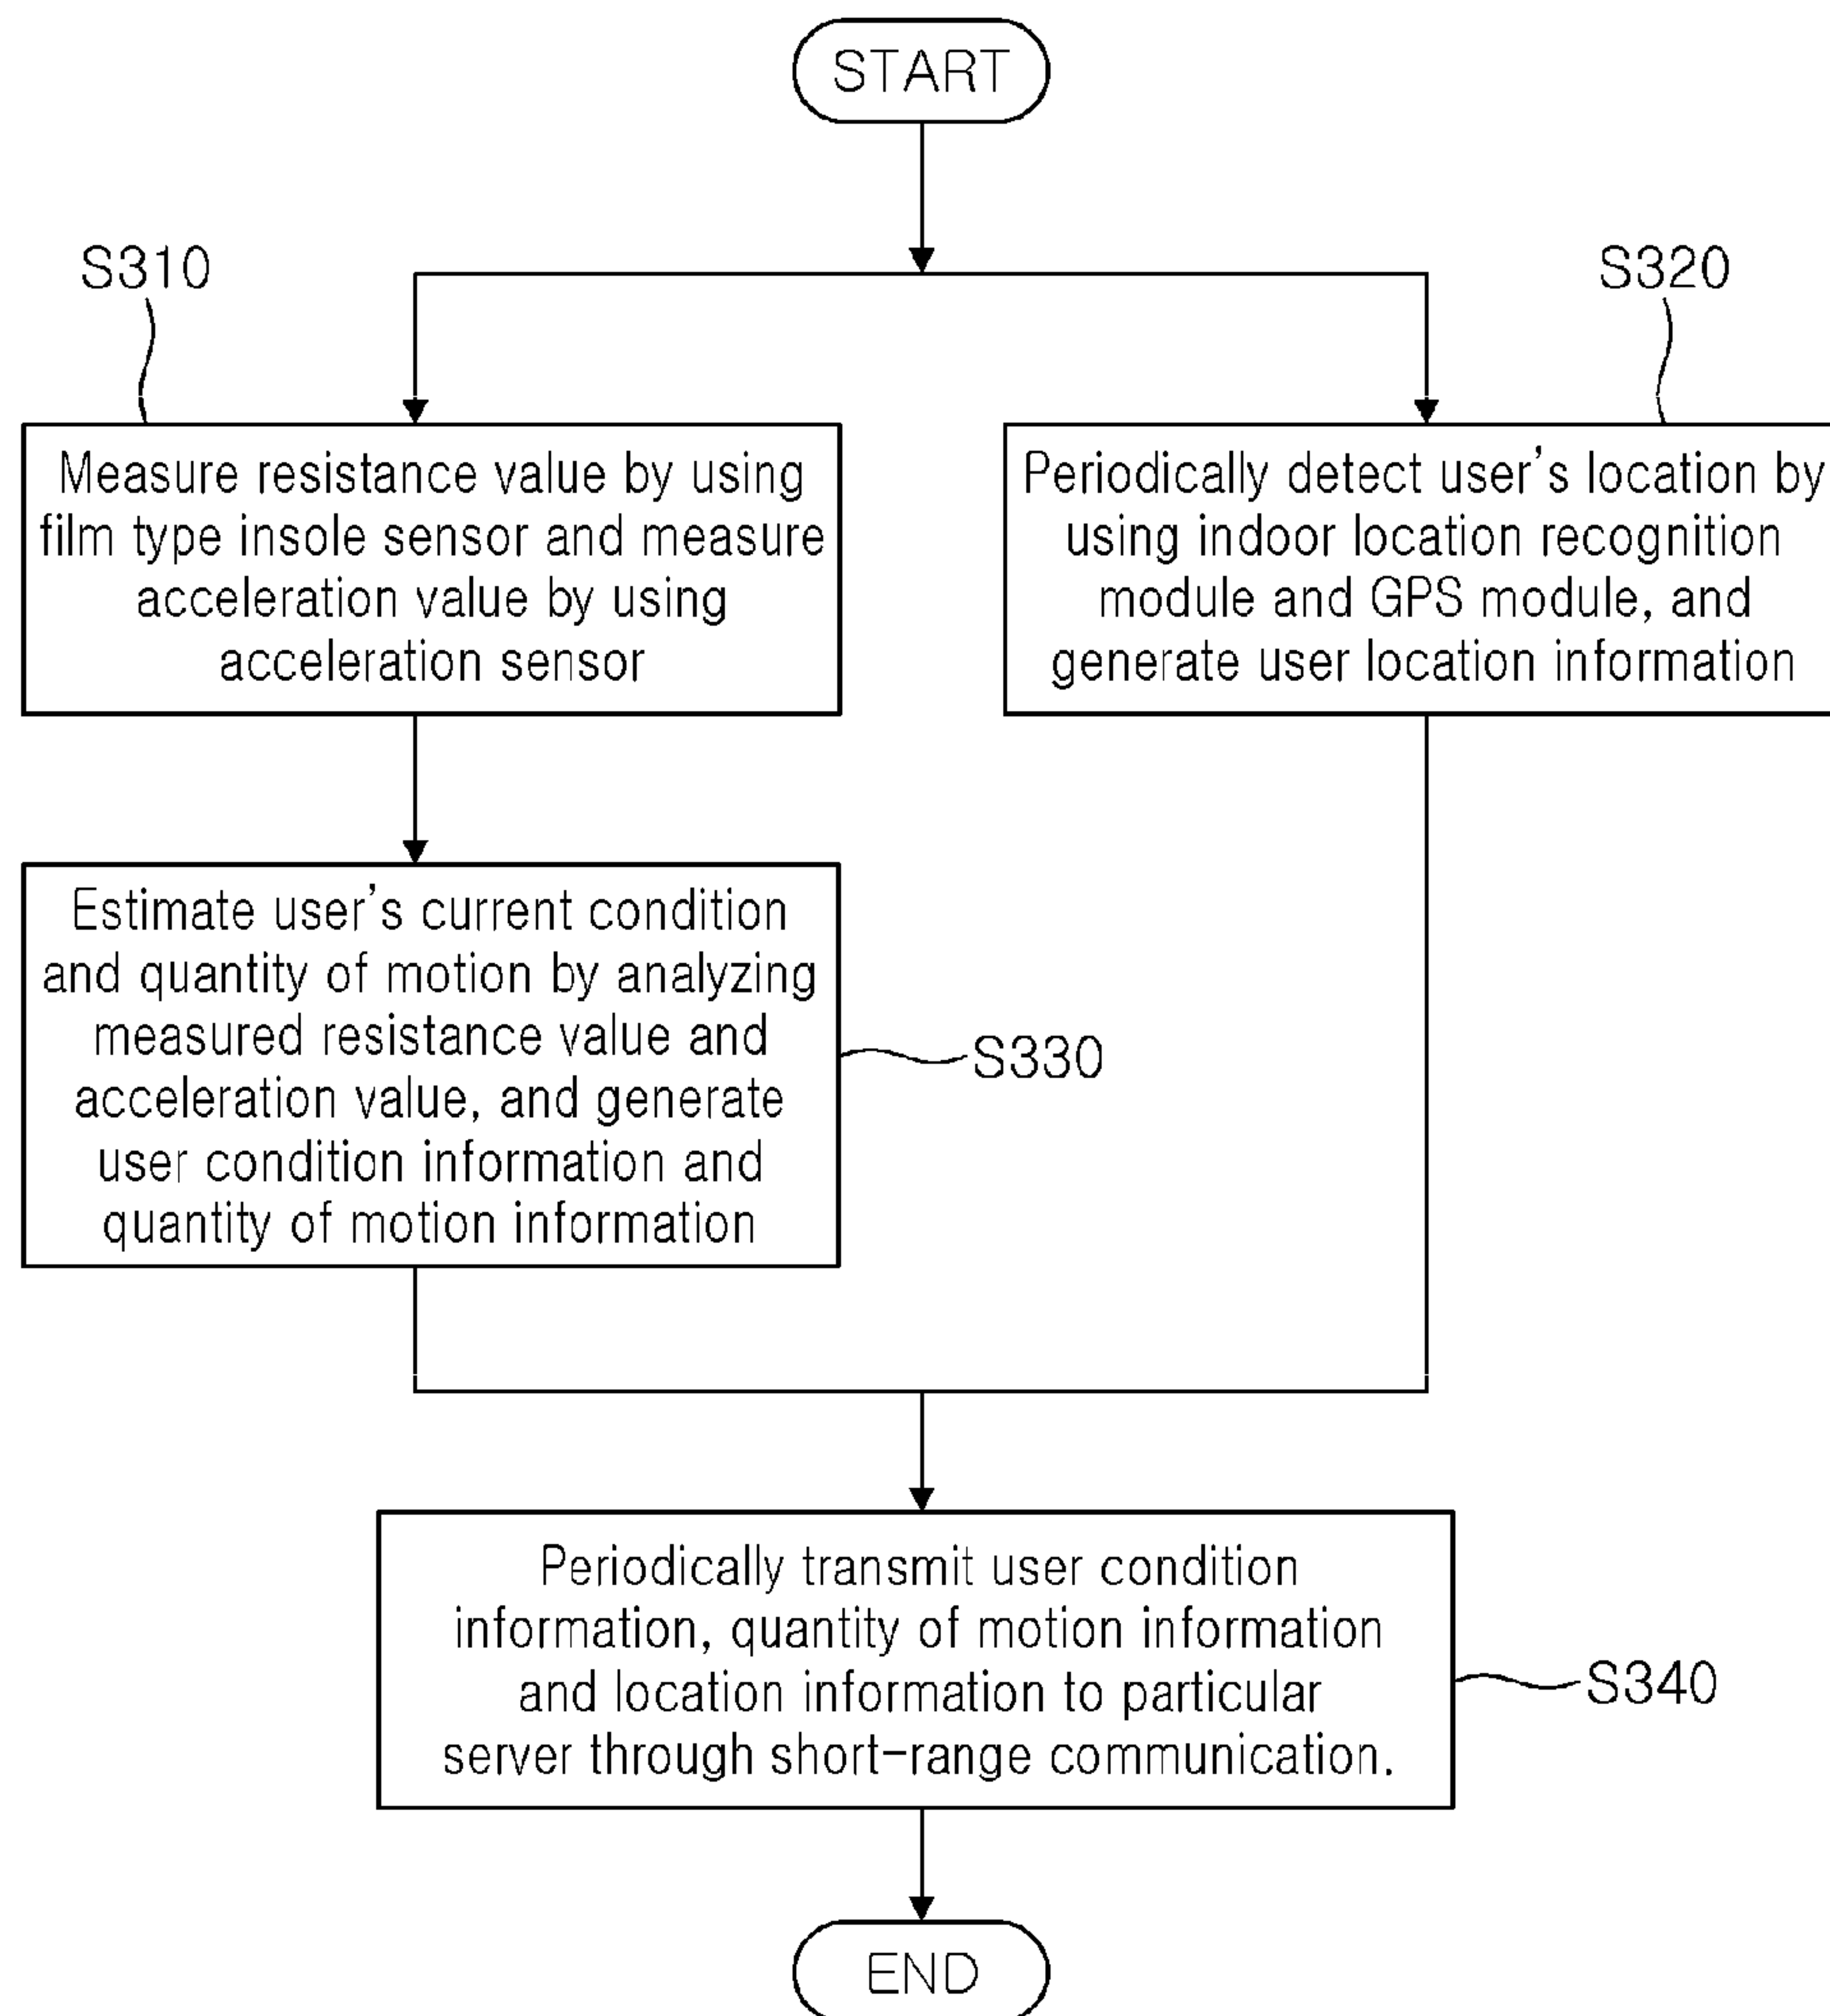 START
S310
S320
Measure resistance value by using
film type insole sensor and measure
acceleration value by using
acceleration sensor
Periodically detect user's location by
using indoor location recognition
module and GPS module, and
generate user location information
Estimate user's current condition
and quantity of motion by analyzing
measured resistance value and
acceleration value, and generate
user condition information and
quantity of motion information
S330
Periodically transmit user condition
information, quantity of motion information
and location information to particular
server through short-range communication.
S340
END